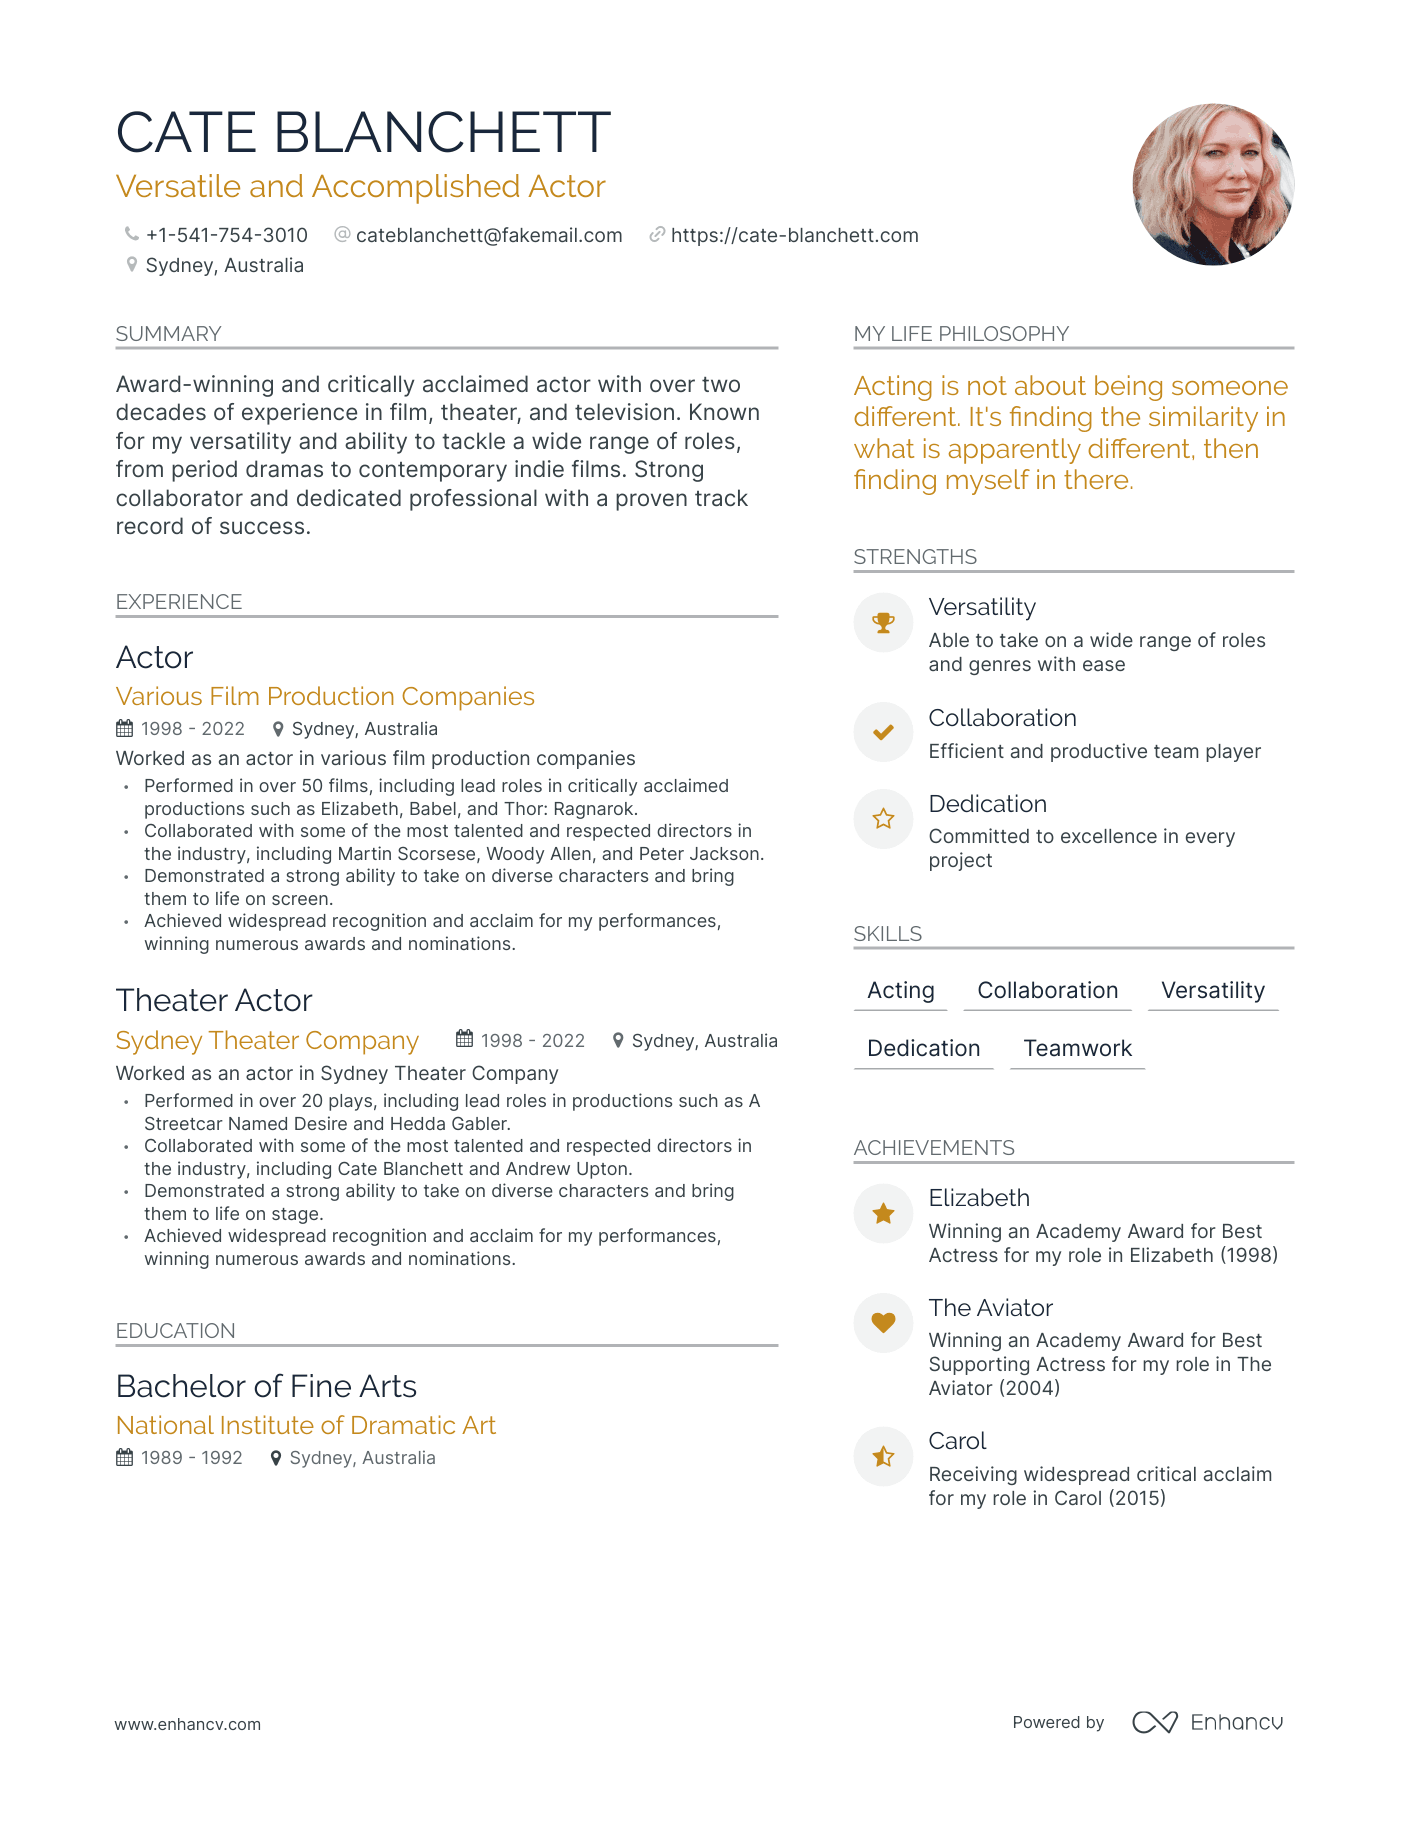 CATE BLANCHETT
Versatile and Accomplished Actor
+1-541-754-3010 cateblanchett@fakemail.com https://cate-blanchett.com
Sydney, Australia
SUMMARY
Award-winning and critically acclaimed actor with over two
decades of experience in film, theater, and television. Known
for my versatility and ability to tackle a wide range of roles,
from period dramas to contemporary indie films. Strong
collaborator and dedicated professional with a proven track
record of success.
EXPERIENCE
Actor
Various Film Production Companies
1998 - 2022 Sydney, Australia
Worked as an actor in various film production companies
• Performed in over 50 films, including lead roles in critically acclaimed
productions such as Elizabeth, Babel, and Thor: Ragnarok.
• Collaborated with some of the most talented and respected directors in
the industry, including Martin Scorsese, Woody Allen, and Peter Jackson.
• Demonstrated a strong ability to take on diverse characters and bring
them to life on screen.
• Achieved widespread recognition and acclaim for my performances,
winning numerous awards and nominations.
Theater Actor
Sydney Theater Company 1998 - 2022 Sydney, Australia
Worked as an actor in Sydney Theater Company
• Performed in over 20 plays, including lead roles in productions such as A
Streetcar Named Desire and Hedda Gabler.
• Collaborated with some of the most talented and respected directors in
the industry, including Cate Blanchett and Andrew Upton.
• Demonstrated a strong ability to take on diverse characters and bring
them to life on stage.
• Achieved widespread recognition and acclaim for my performances,
winning numerous awards and nominations.
EDUCATION
Bachelor of Fine Arts
National Institute of Dramatic Art
1989 - 1992 Sydney, Australia
MY LIFE PHILOSOPHY
Acting is not about being someone
different. It's finding the similarity in
what is apparently different, then
finding myself in there.
STRENGTHS
Versatility
Able to take on a wide range of roles
and genres with ease
Collaboration
Efficient and productive team player
Dedication
Committed to excellence in every
project
SKILLS
Acting Collaboration Versatility
Dedication Teamwork
ACHIEVEMENTS
Elizabeth
Winning an Academy Award for Best
Actress for my role in Elizabeth (1998)
The Aviator
Winning an Academy Award for Best
Supporting Actress for my role in The
Aviator (2004)
Carol
Receiving widespread critical acclaim
for my role in Carol (2015)
www.enhancv.com
Powered by Enhancv